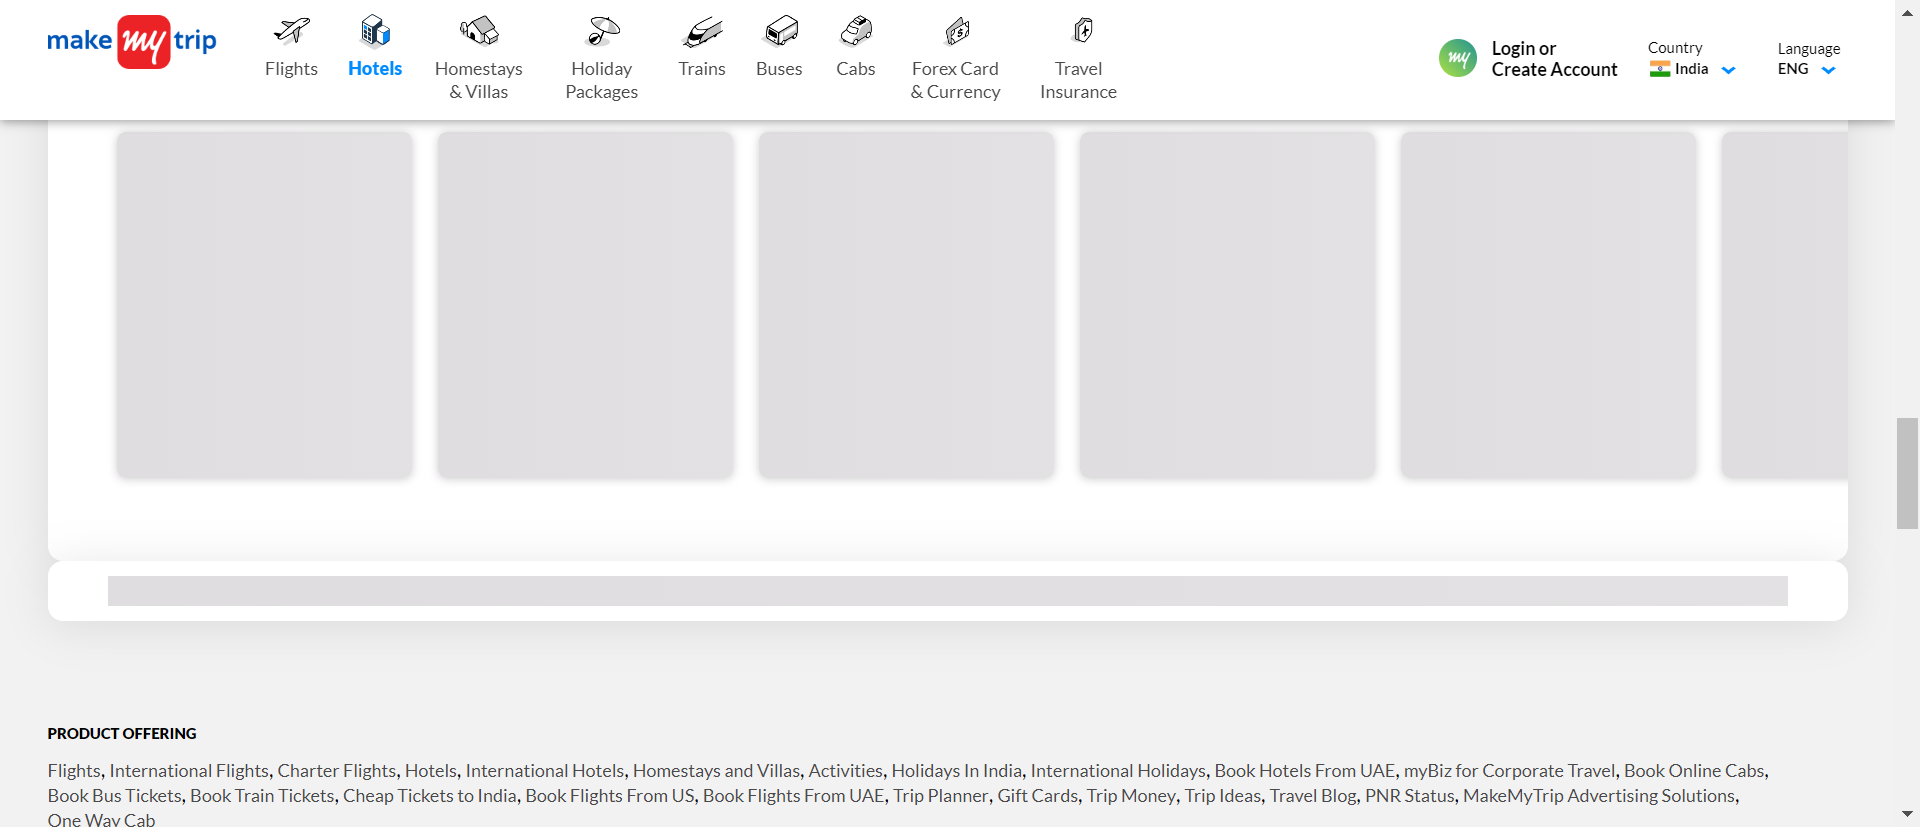 make my trip
Flights
Hotels
Homestays
& Villas
Holiday
Packages
Trains
Buses
Cabs
Forex Card
& Currency
Travel
Insurance
my
Login or
Create Account
Country
India
Language
ENG
PRODUCT OFFERING
Flights, International Flights, Charter Flights, Hotels, International Hotels, Homestays and Villas, Activities, Holidays In India, International Holidays, Book Hotels From UAE, myBiz for Corporate Travel, Book Online Cabs,
Book Bus Tickets, Book Train Tickets, Cheap Tickets to India, Book Flights From US, Book Flights From UAE, Trip Planner, Gift Cards, Trip Money, Trip Ideas, Travel Blog, PNR Status, MakeMyTrip Advertising Solutions,
One Way Cab